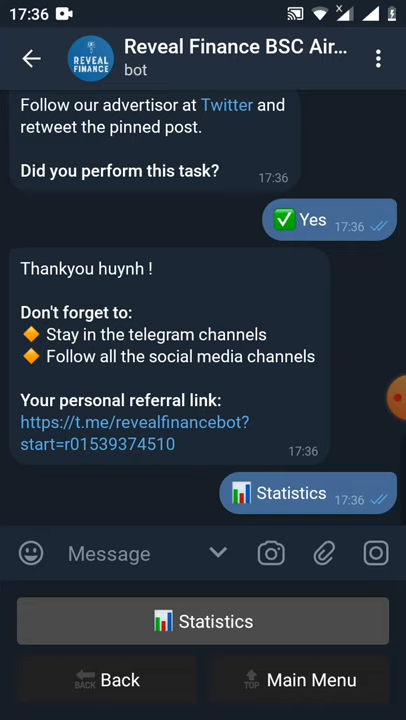 17:36
Reveal Finance BSC Air...
bot
REVEAL
FINANCE
Follow our advertisor at Twitter and
retweet the pinned post.
Did you perform this task?
17:36
✅ Yes
17:36
Thankyou huynh !
Don't forget to:
🔶 Stay in the telegram channels
🔶 Follow all the social media channels
Your personal referral link:
https://t.me/revealfinancebot?
start=r01539374510
17:36
📊 Statistics
17:36
Message
📊 Statistics
BACK Back
TOP Main Menu